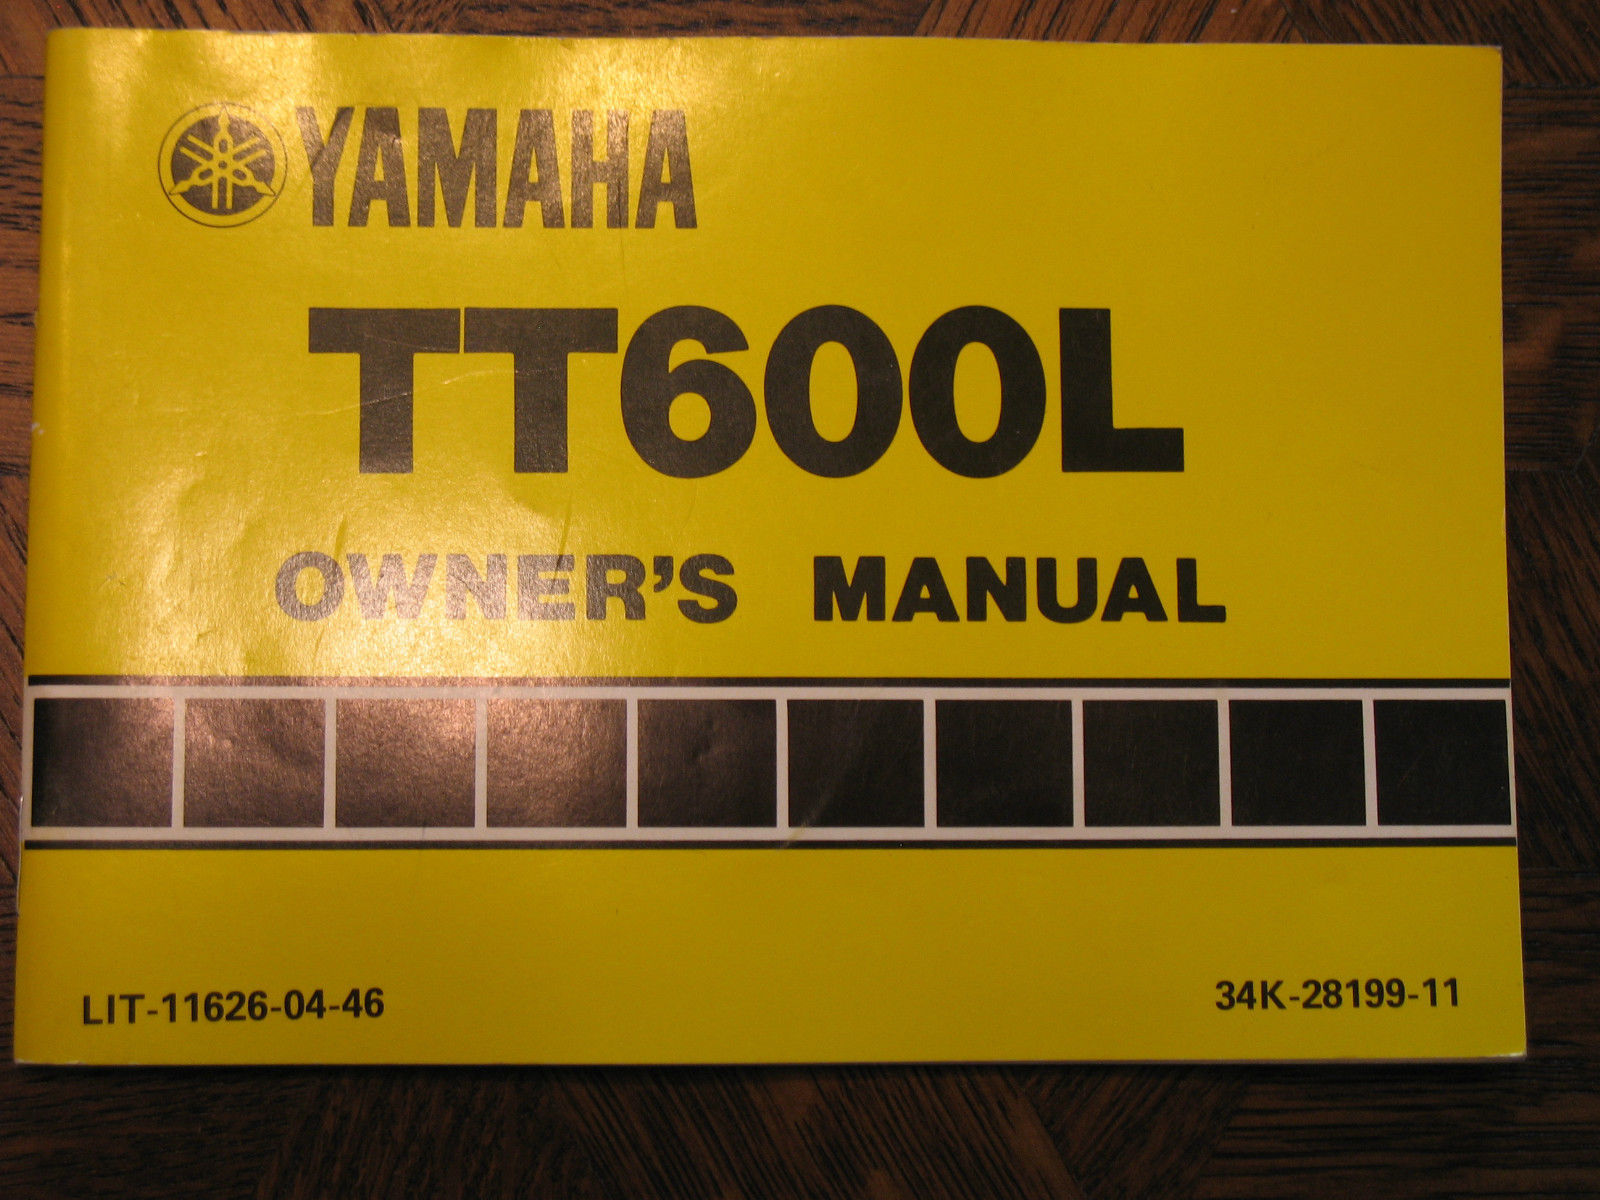 YAMAHA
TT600L
OWNER'S MANUAL
LIT-11626-04-46
34K-28199-11